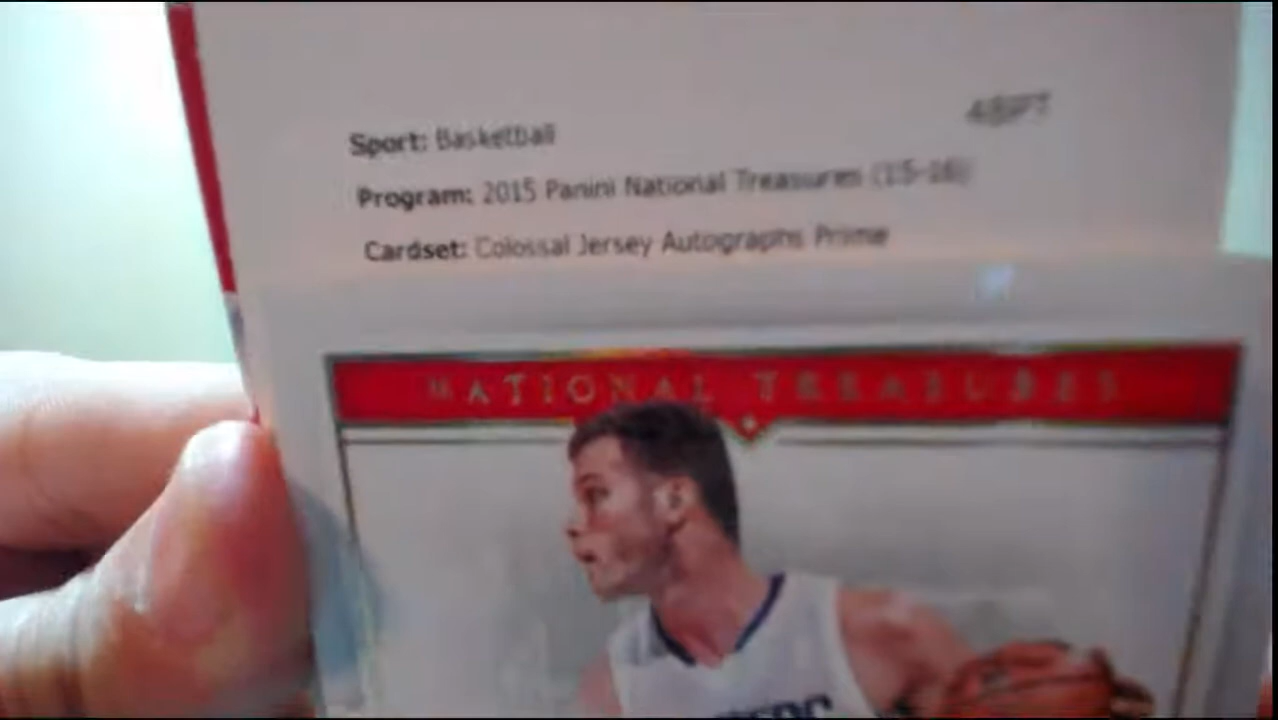 Sport: Basketball
Program: 2015 Panini National Treasures (15-16)
Cardset: Colossal Jersey Autographs Prime
NATIONAL TREASURES